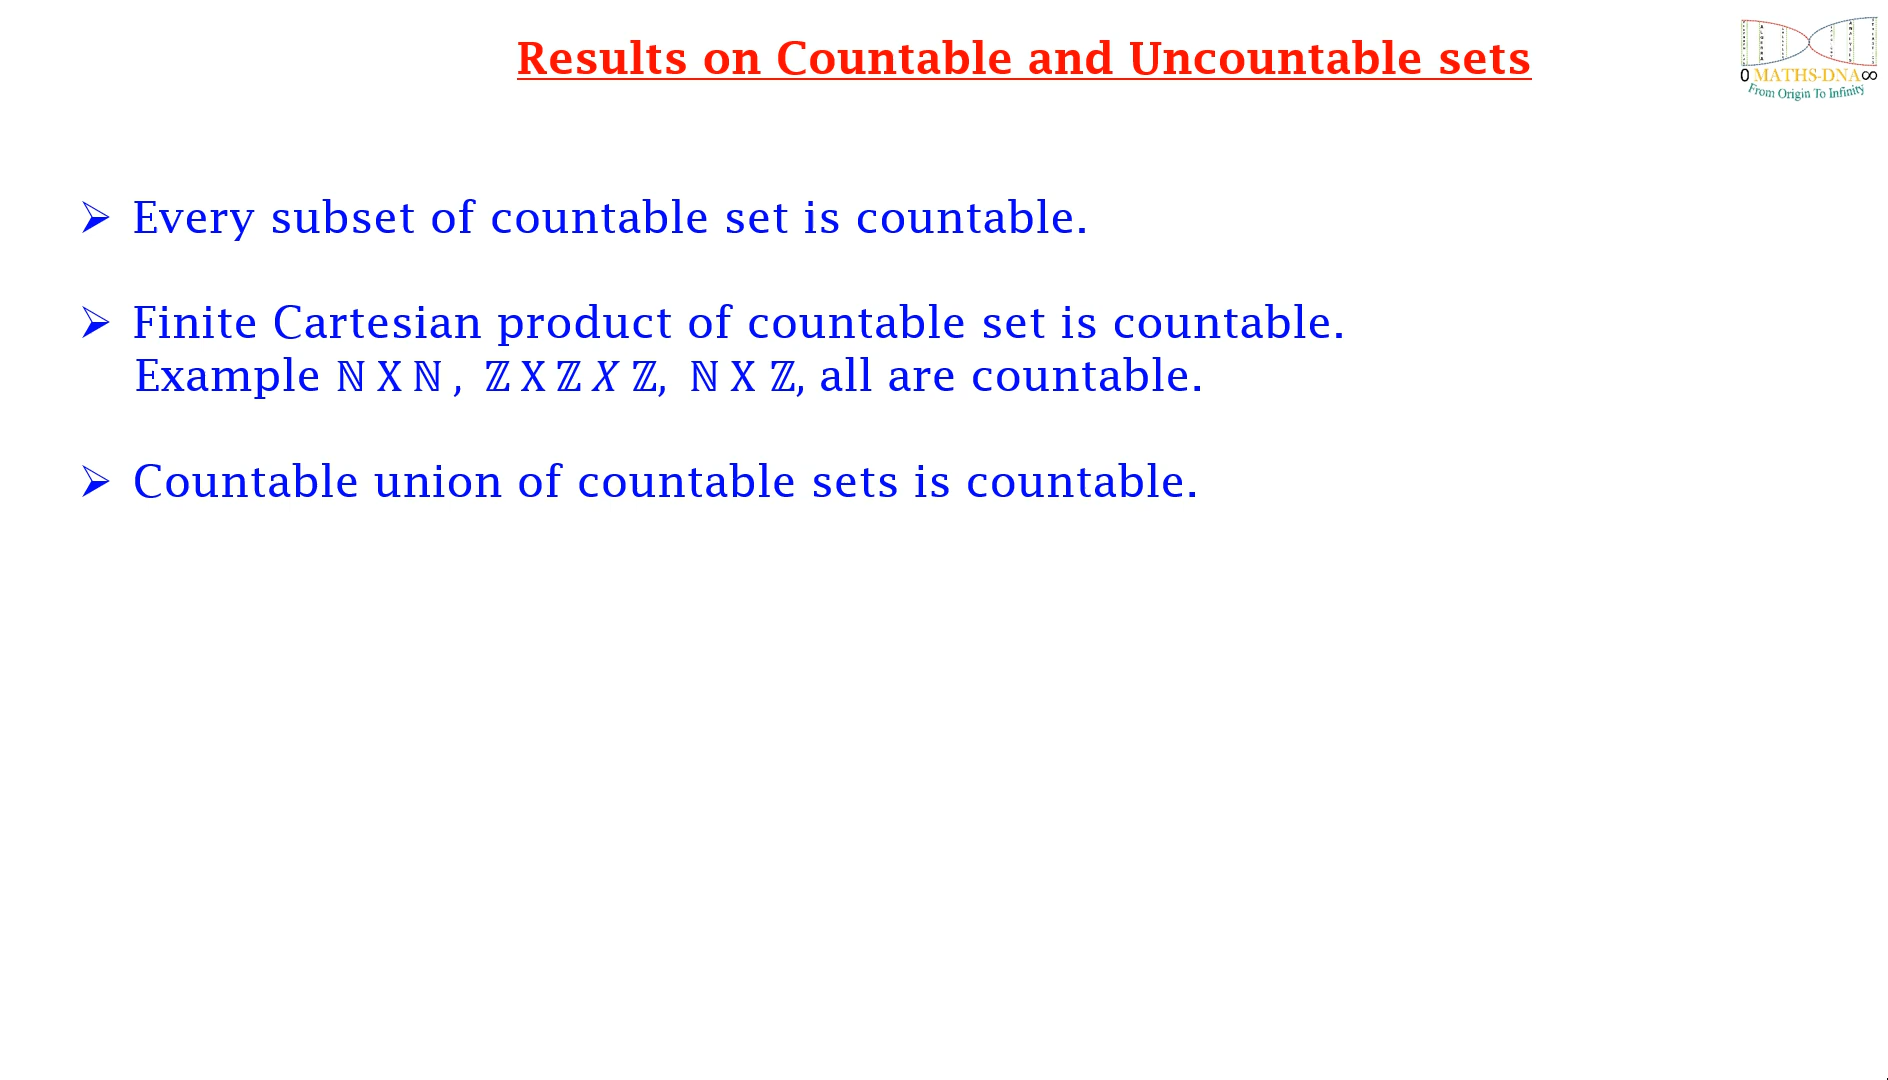 Results on Countable and Uncountable sets
0 MATHS-DNA∞
From Origin To Infinity
➢ Every subset of countable set is countable.
➢ Finite Cartesian product of countable set is countable.
Example ℕ X ℕ , ℤ X ℤ X ℤ, ℕ X ℤ, all are countable.
➢ Countable union of countable sets is countable.